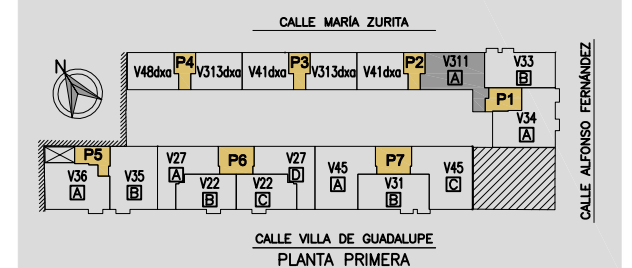 CALLE MARÍA ZURITA
N
V48dxa
P4
V313dxa
V41dxa
P3
V313dxa
V41dxa
P2
V311
A
V33
B
P1
V34
A
CALLE ALFONSO FERNÁNDEZ
P5
V36
A
V35
B
V27
A
P6
V27
D
V22
B
V22
C
V45
A
P7
V45
C
V31
B
CALLE VILLA DE GUADALUPE
PLANTA PRIMERA